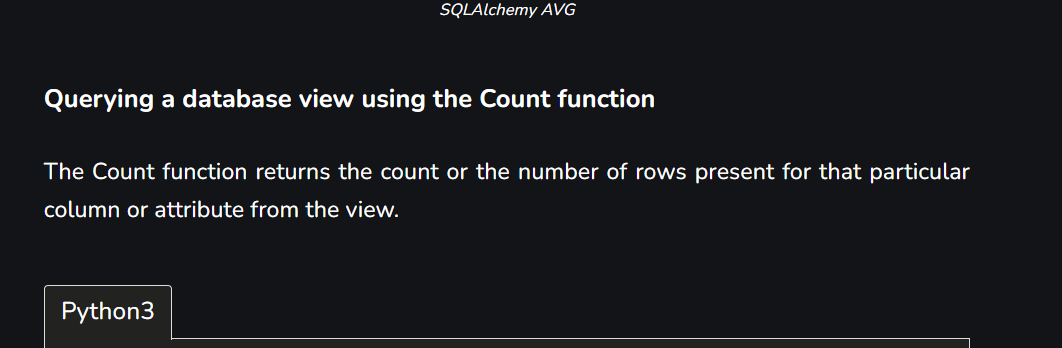 SQLAlchemy AVG
Querying a database view using the Count function
The Count function returns the count or the number of rows present for that particular
column or attribute from the view.
Python3